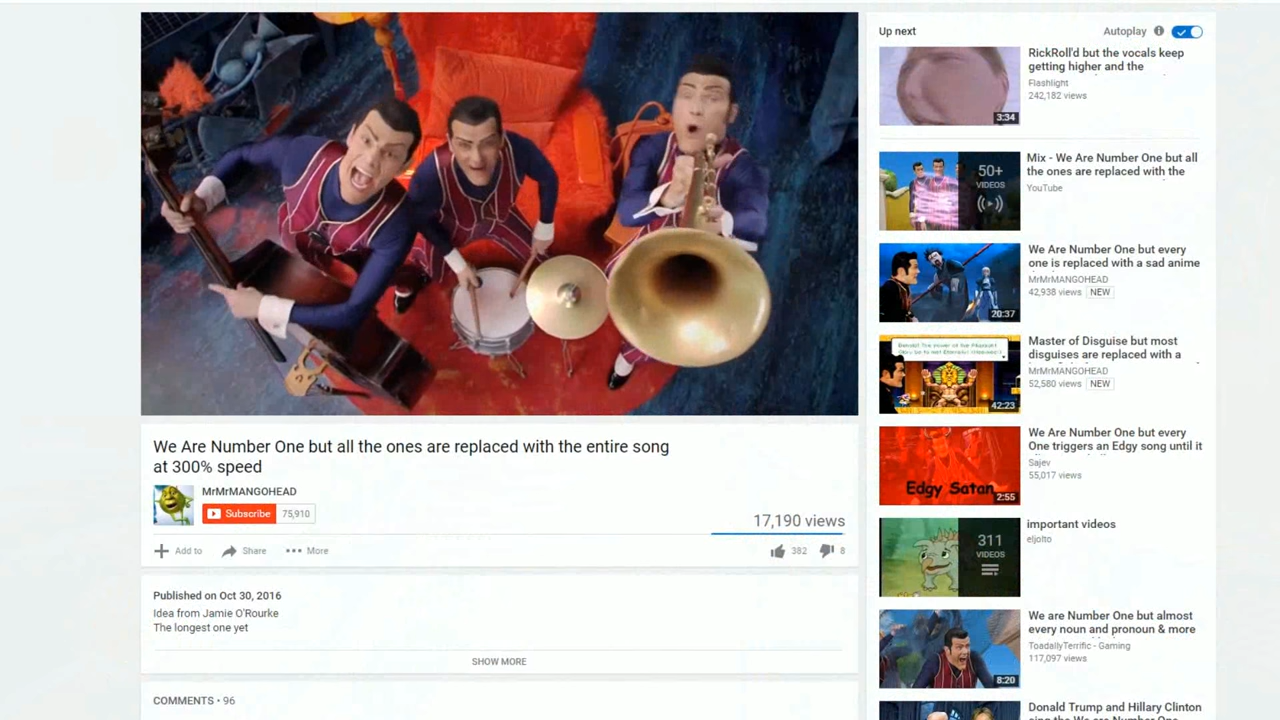 We Are Number One but all the ones are replaced with the entire song
at 300% speed
MrMrMANGOHEAD
Subscribe 75,910
17,190 views
Add to Share More 382 8
Published on Oct 30, 2016
Idea from Jamie O'Rourke
The longest one yet
SHOW MORE
COMMENTS • 96
Up next Autoplay
RickRoll'd but the vocals keep
getting higher and the
Flashlight
242,182 views
3:34
Mix - We Are Number One but all
the ones are replaced with the
YouTube
50+
VIDEOS
We Are Number One but every
one is replaced with a sad anime
MrMrMANGOHEAD
42,938 views NEW
20:37
Master of Disguise but most
disguises are replaced with a
MrMrMANGOHEAD
52,580 views NEW
42:23
We Are Number One but every
One triggers an Edgy song until it
Sajev
55,017 views
Edgy Satan
2:55
important videos
eljolto
311
VIDEOS
We are Number One but almost
every noun and pronoun & more
ToadallyTerrific - Gaming
117,097 views
8:20
Donald Trump and Hillary Clinton
sing the We are Number One